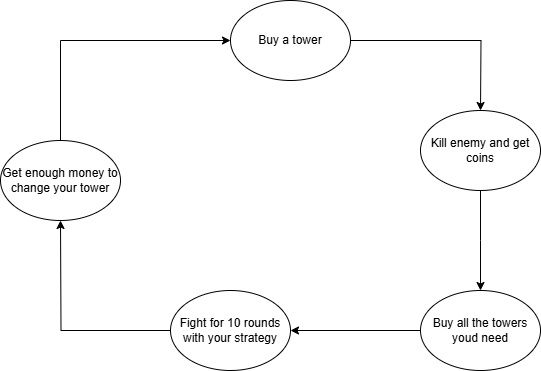 Buy a tower
Kill enemy and get
coins
Get enough money to
change your tower
Fight for 10 rounds
with your strategy
Buy all the towers
youd need